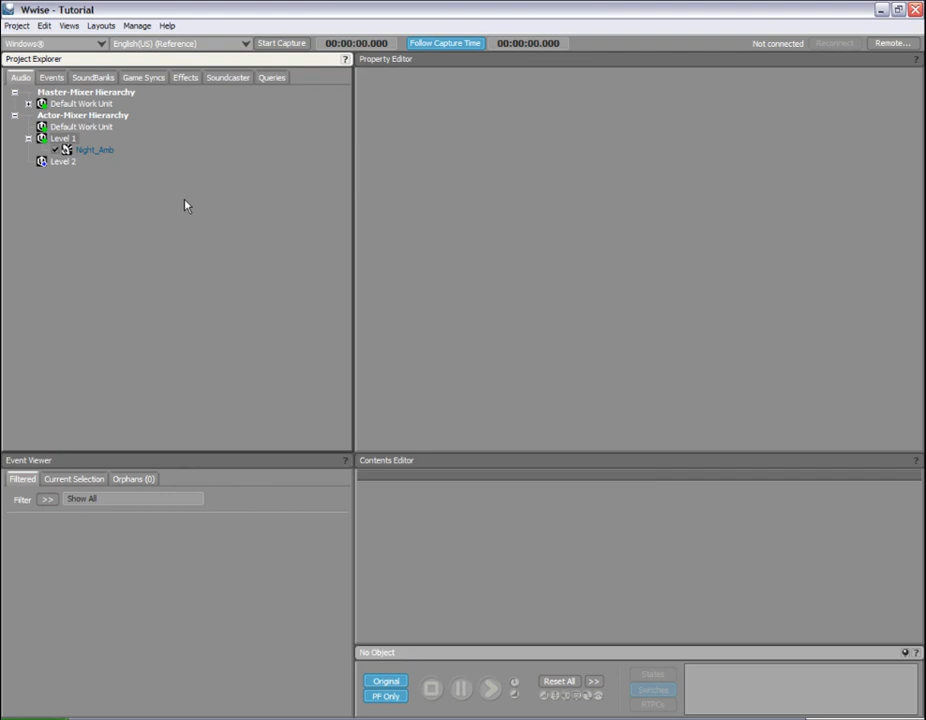 Wwise - Tutorial
Project Edit Views Layouts Manage Help
Windows® English(US) (Reference) Start Capture 00:00:00.000 Follow Capture Time 00:00:00.000 Not connected Reconnect Remote...
Project Explorer ? Property Editor ?
Audio Events SoundBanks Game Syncs Effects Soundcaster Queries
Master-Mixer Hierarchy
Default Work Unit
Actor-Mixer Hierarchy
Default Work Unit
Level 1
Night_Amb
Level 2
Event Viewer ? Contents Editor ?
Filtered Current Selection Orphans (0)
Filter >> Show All
No Object ?
Original Reset All >> States
PF Only Switches
RTPCs